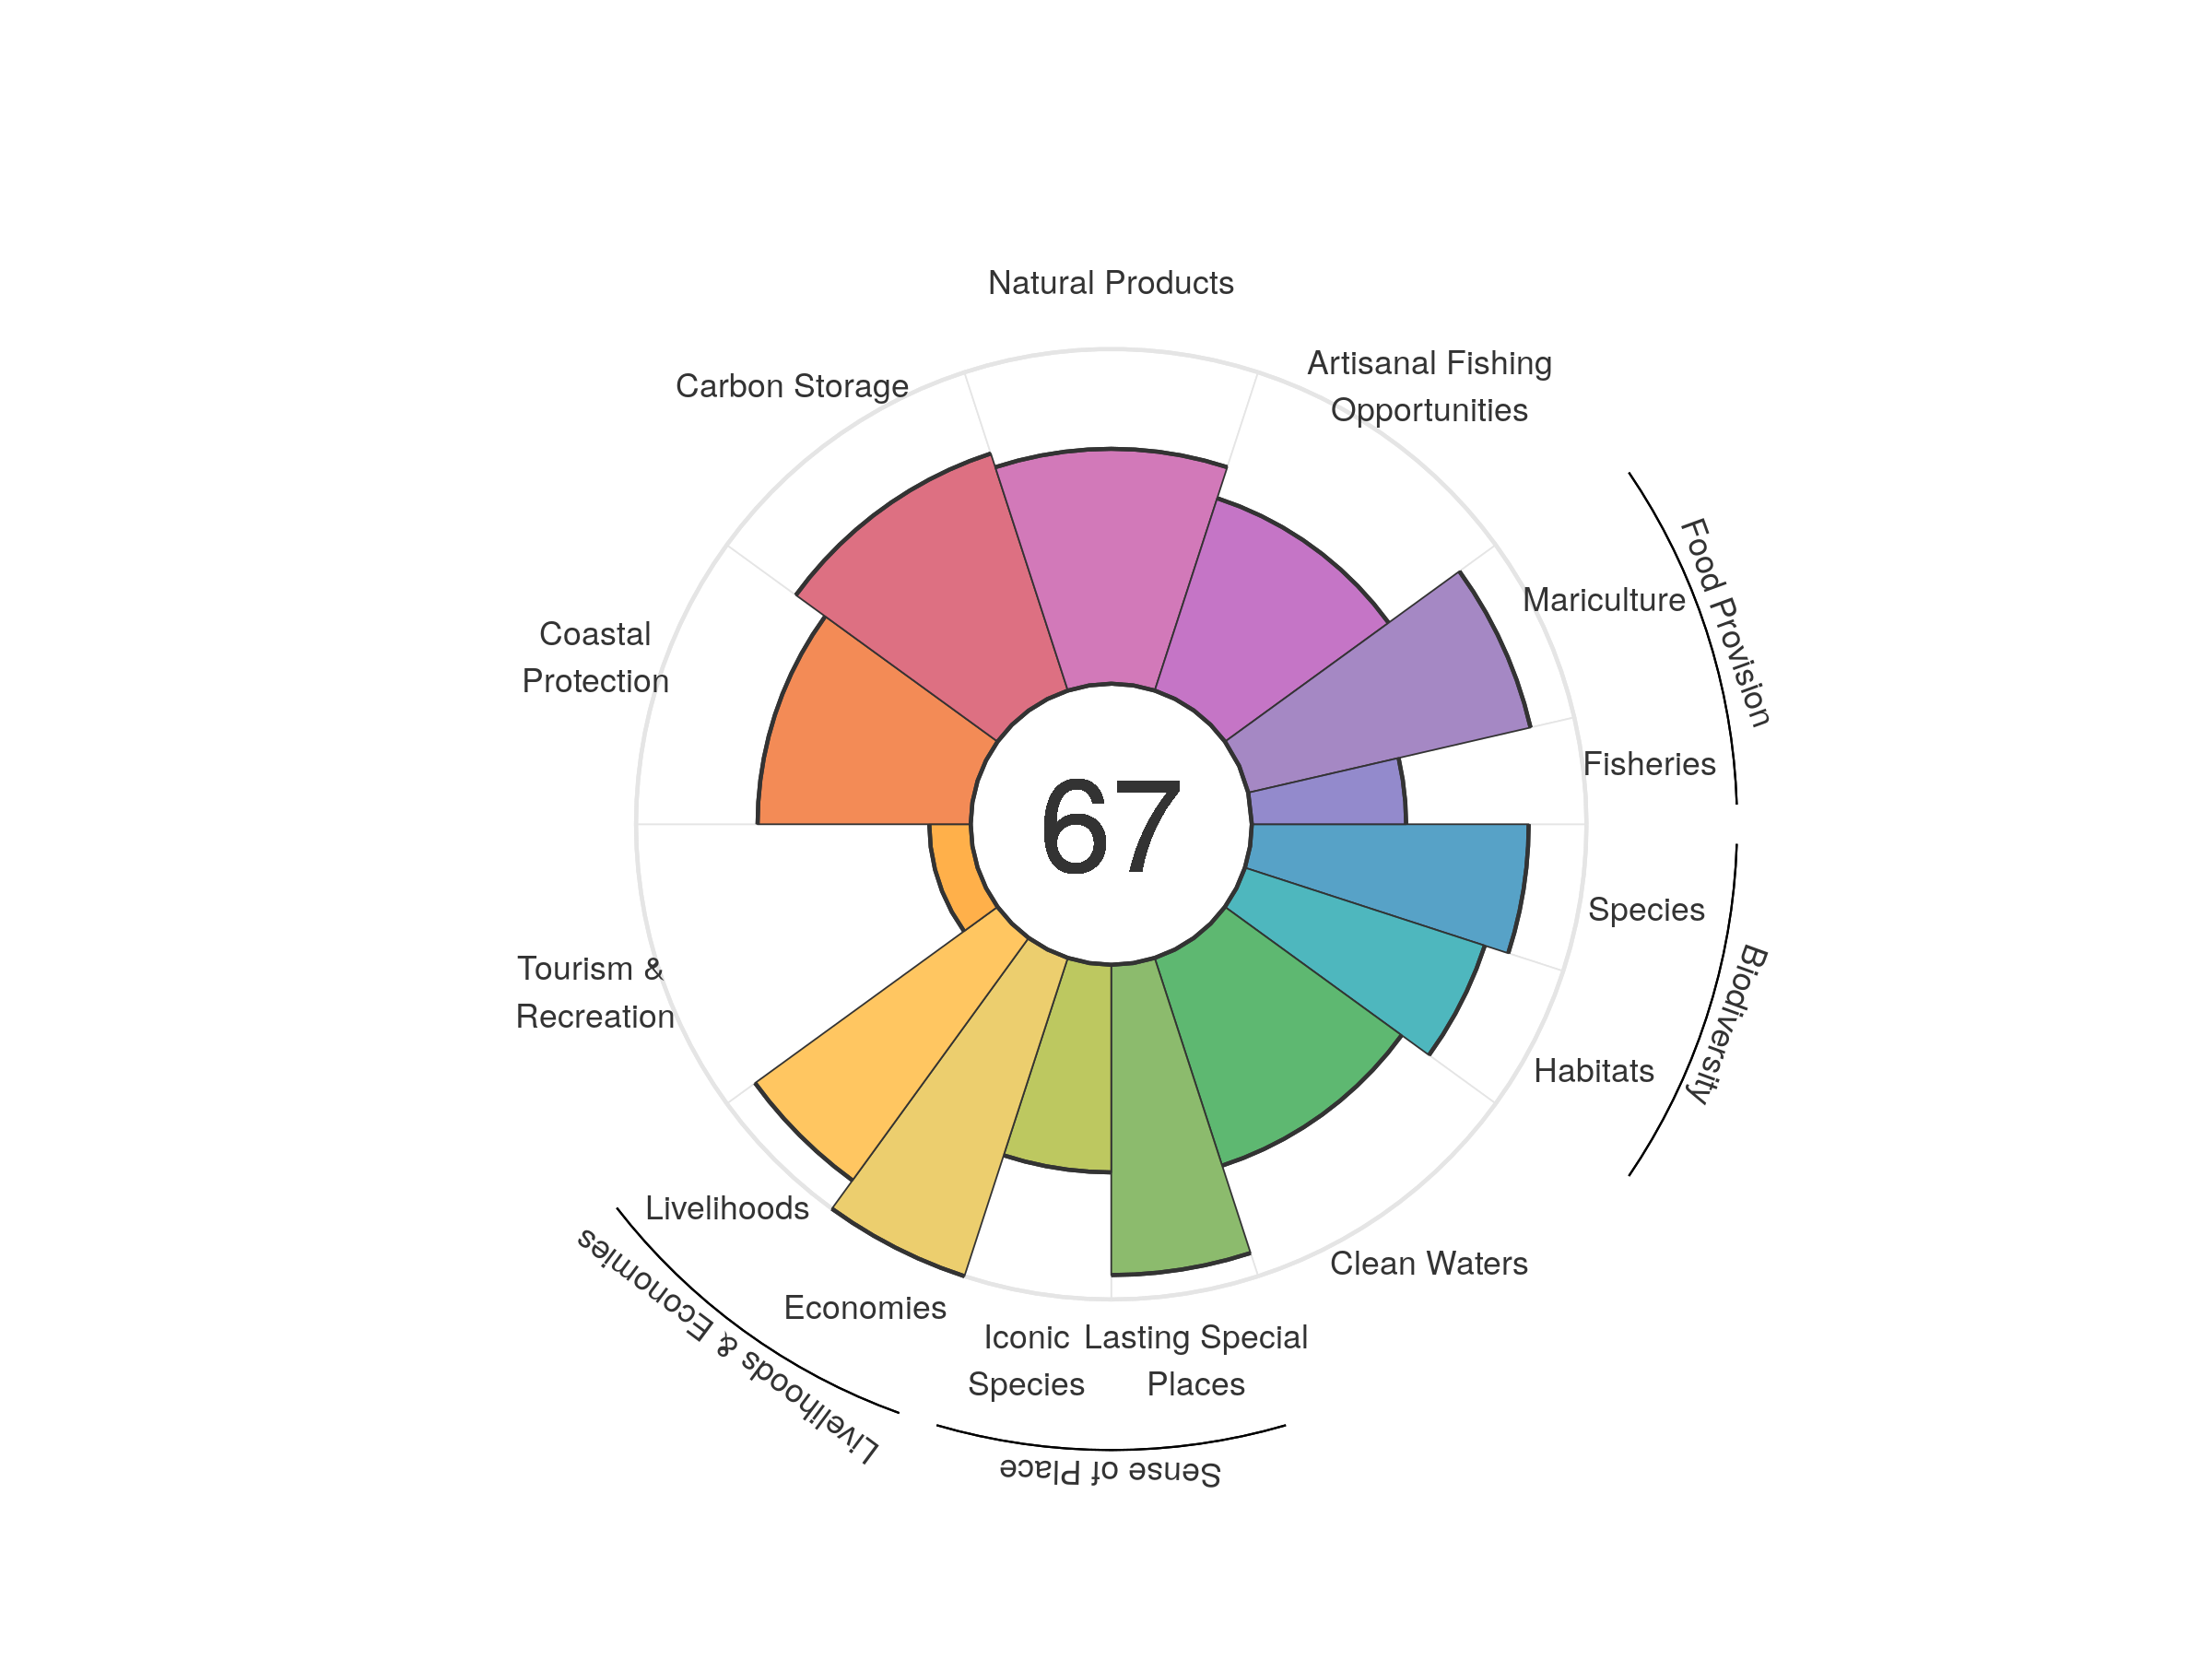 Natural Products
Artisanal Fishing
Opportunities
Carbon Storage
Mariculture
Food Provision
Coastal
Protection
Fisheries
67
Species
Biodiversity
Tourism &
Recreation
Habitats
Livelihoods
Clean Waters
Economies
Livelihoods & Economies
Iconic
Species
Lasting Special
Places
Sense of Place